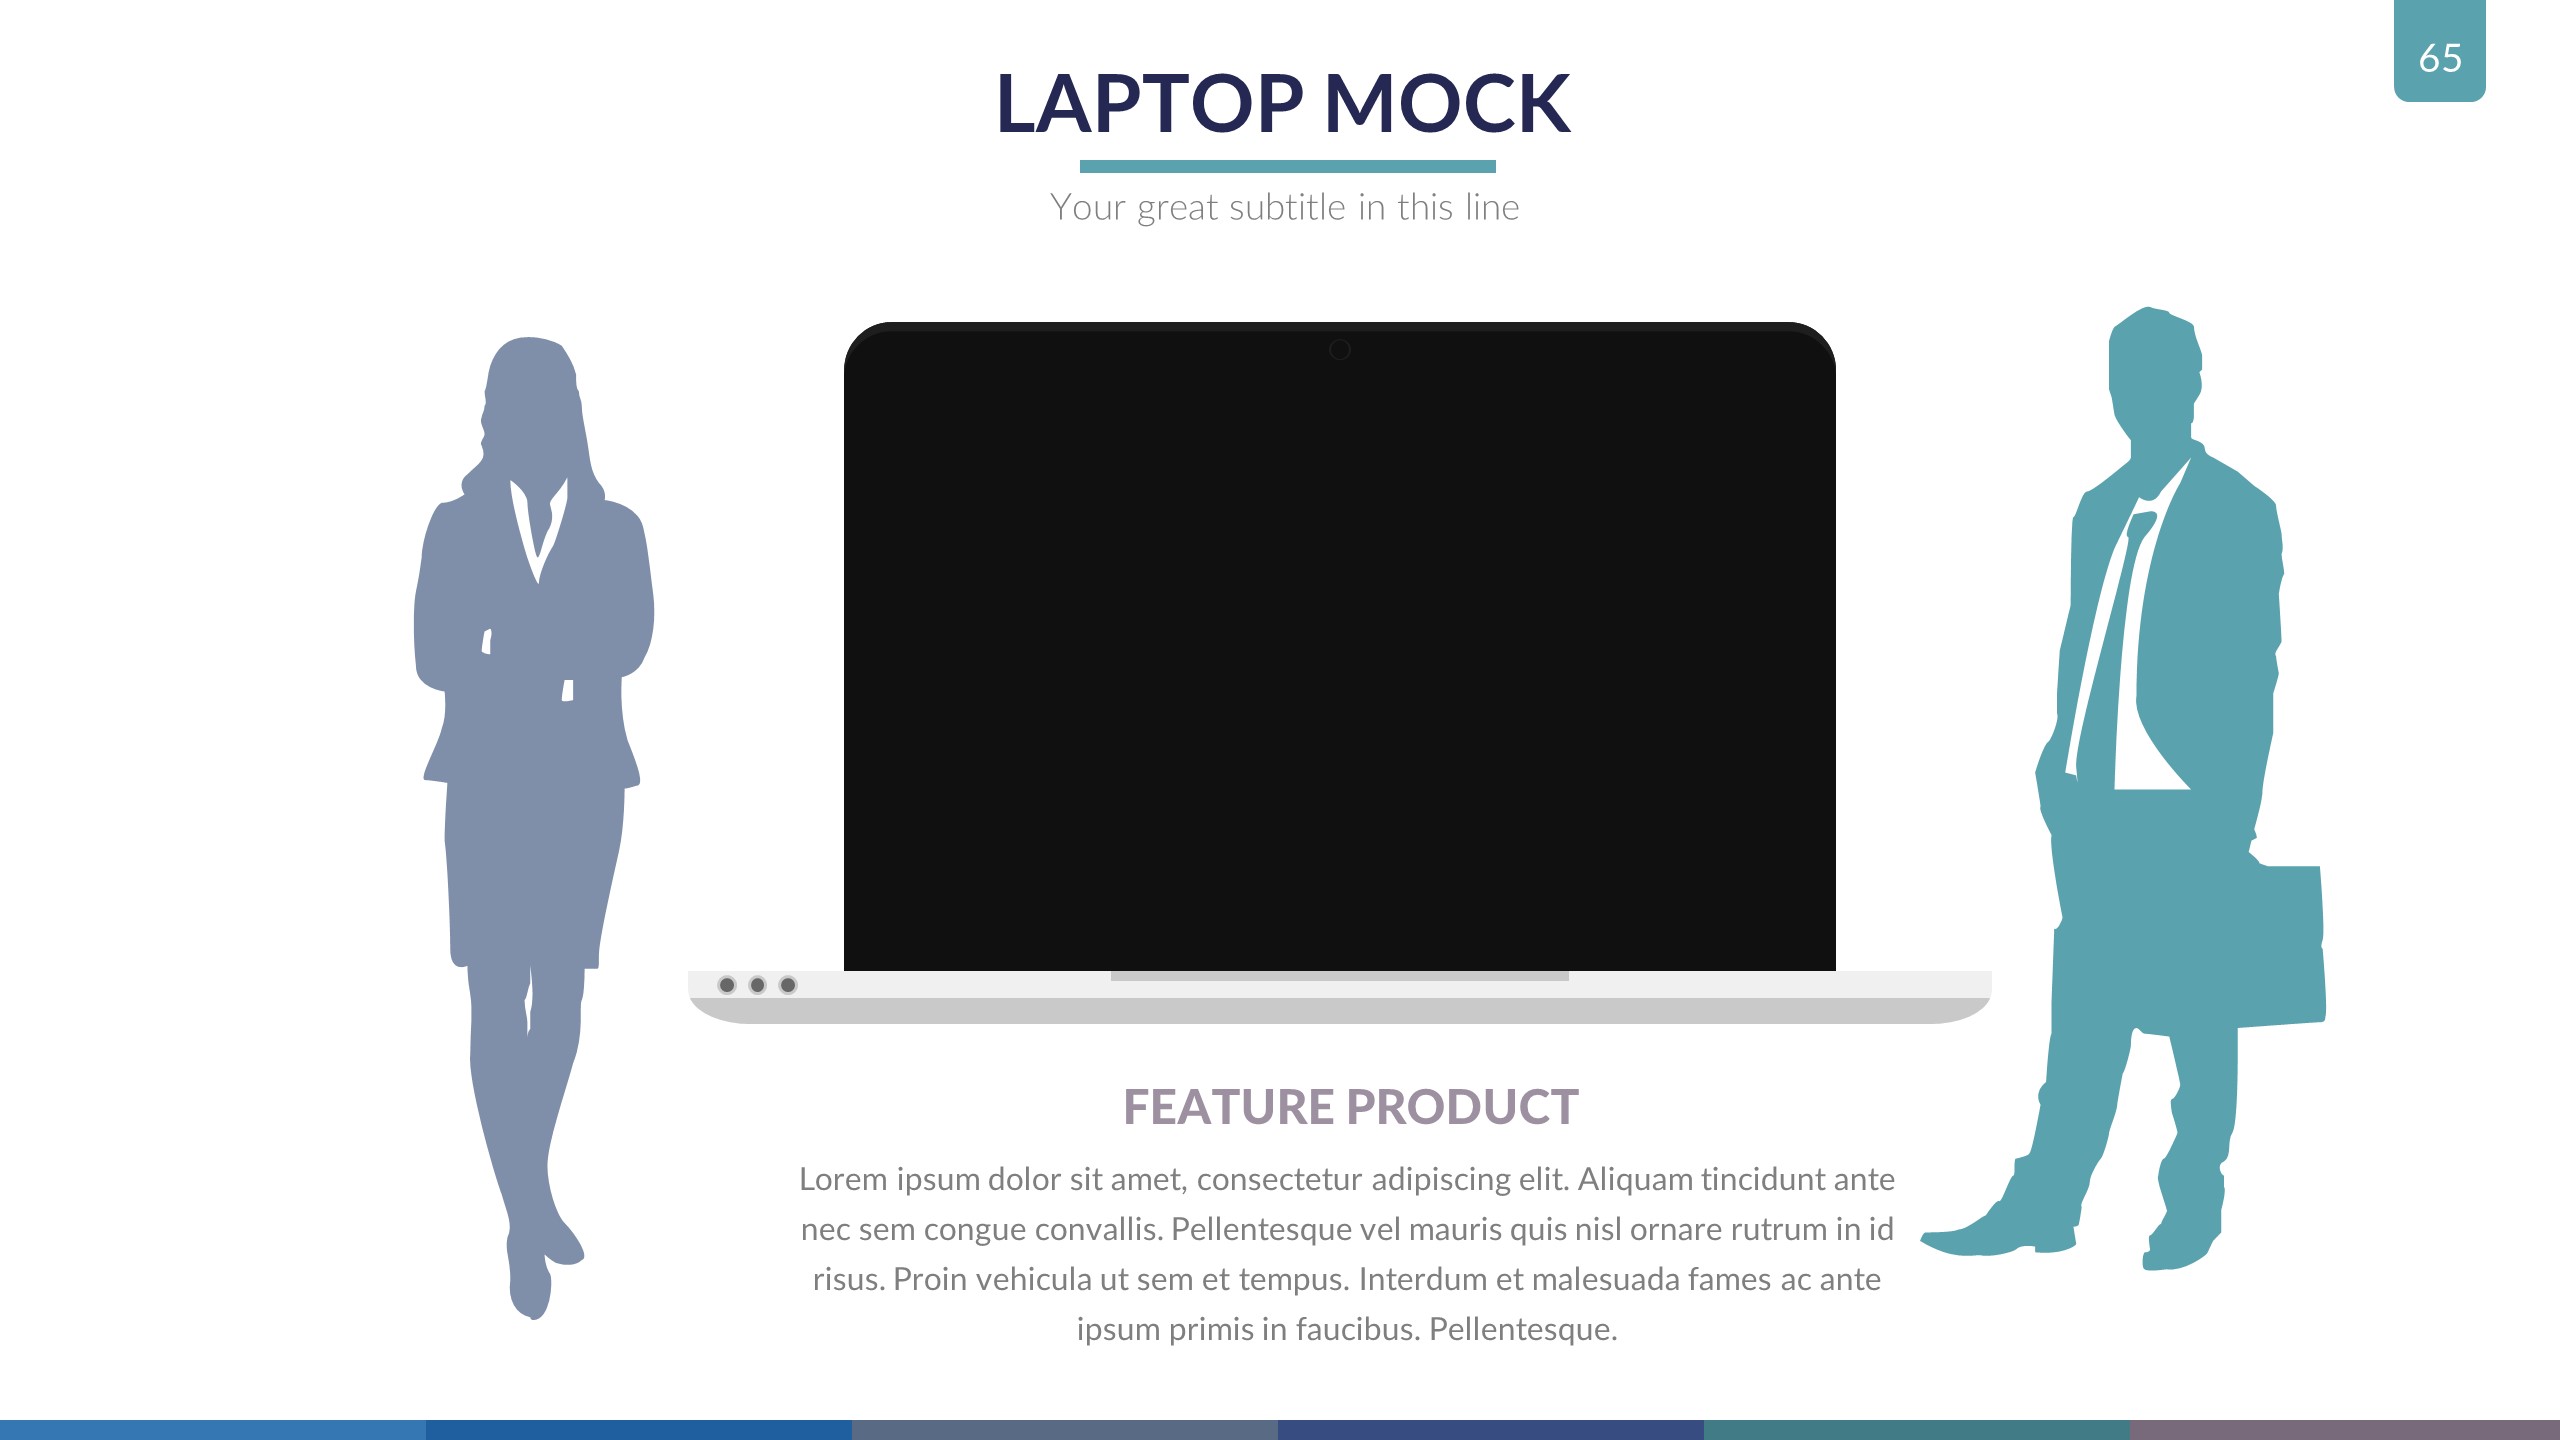 65
LAPTOP MOCK
Your great subtitle in this line
FEATURE PRODUCT
Lorem ipsum dolor sit amet, consectetur adipiscing elit. Aliquam tincidunt ante
nec sem congue convallis. Pellentesque vel mauris quis nisl ornare rutrum in id
risus. Proin vehicula ut sem et tempus. Interdum et malesuada fames ac ante
ipsum primis in faucibus. Pellentesque.